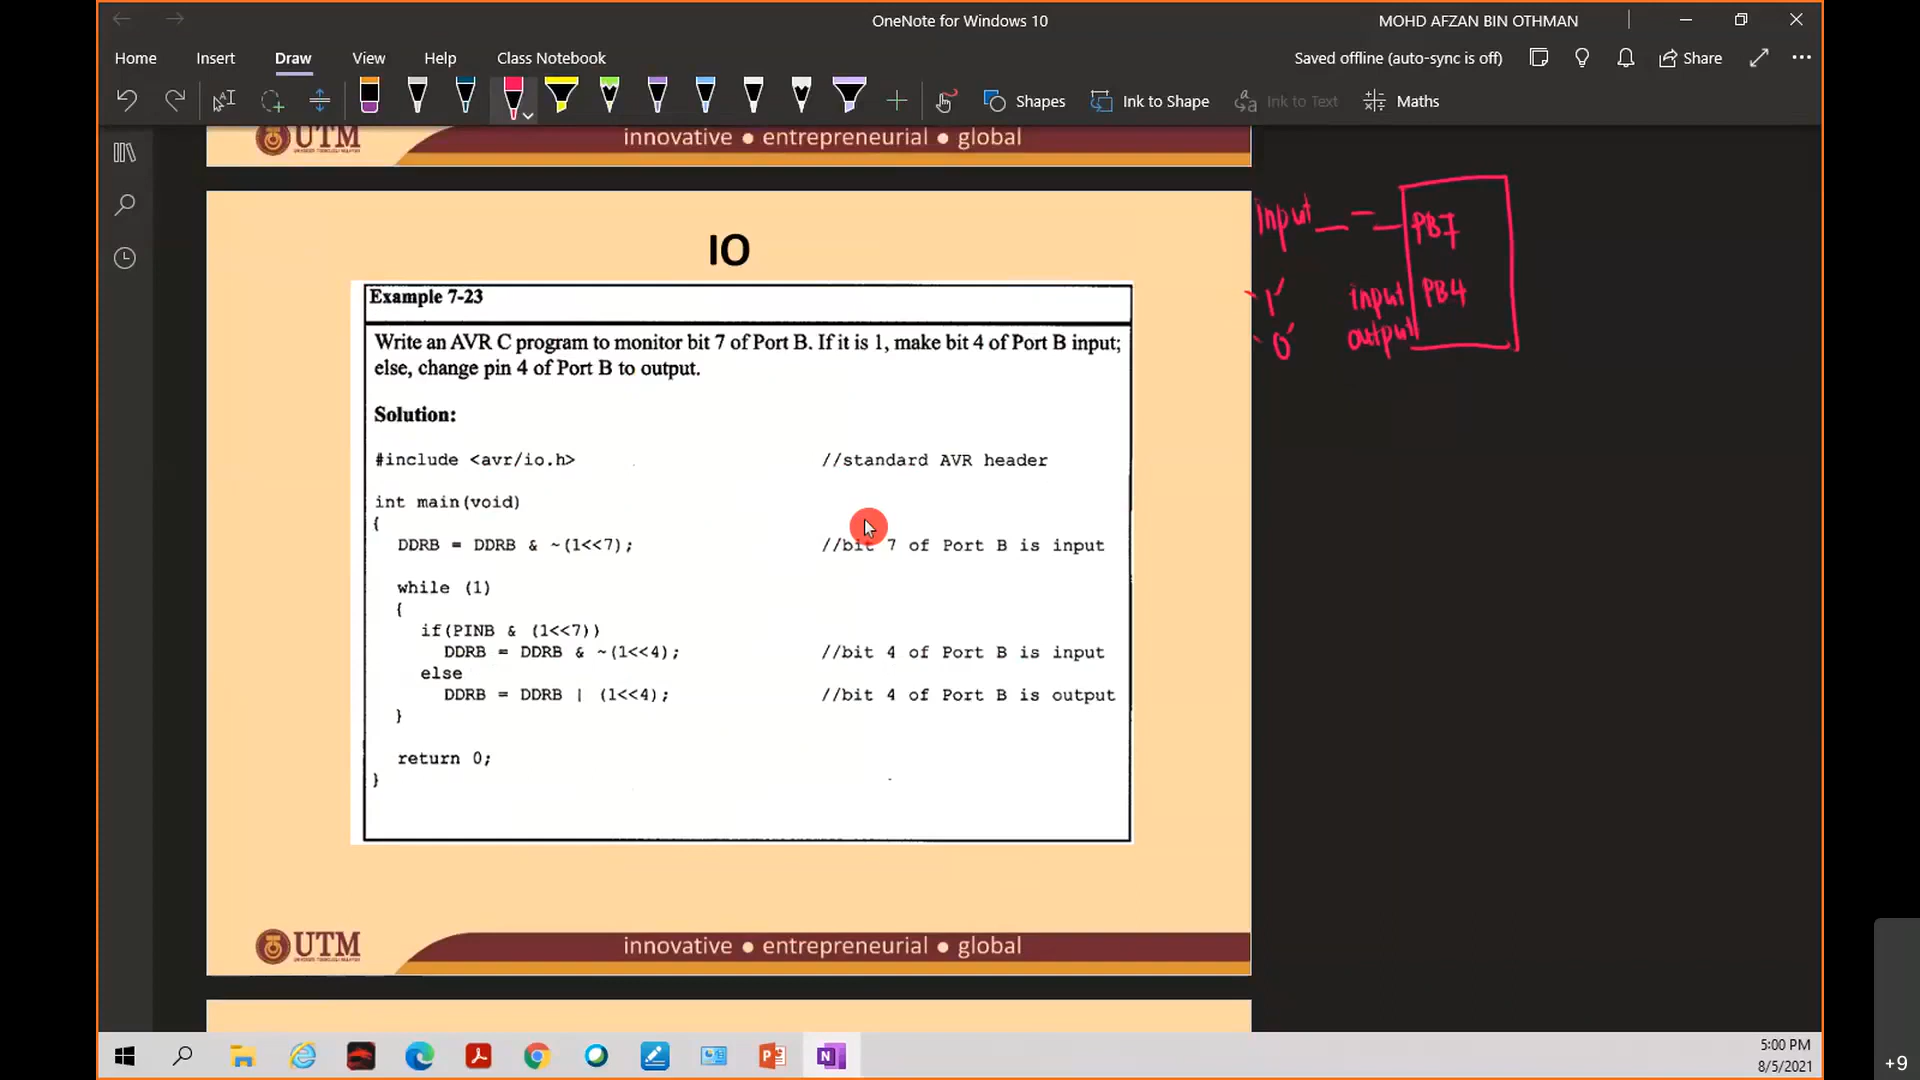 OneNote for Windows 10
MOHD AFZAN BIN OTHMAN
Home Insert Draw View Help Class Notebook
Saved offline (auto-sync is off) Share
Shapes Ink to Shape Ink to Text Maths
UTM innovative ● entrepreneurial ● global
IO
Example 7-23
Write an AVR C program to monitor bit 7 of Port B. If it is 1, make bit 4 of Port B input;
else, change pin 4 of Port B to output.
Solution:
#include <avr/io.h> //standard AVR header
int main(void)
{
DDRB = DDRB & ~(1<<7); //bit 7 of Port B is input
while (1)
{
if(PINB & (1<<7))
DDRB = DDRB & ~(1<<4); //bit 4 of Port B is input
else
DDRB = DDRB | (1<<4); //bit 4 of Port B is output
}
return 0;
}
input PB7
'1' input PB4
'0' output
UTM innovative ● entrepreneurial ● global
5:00 PM
8/5/2021
+9